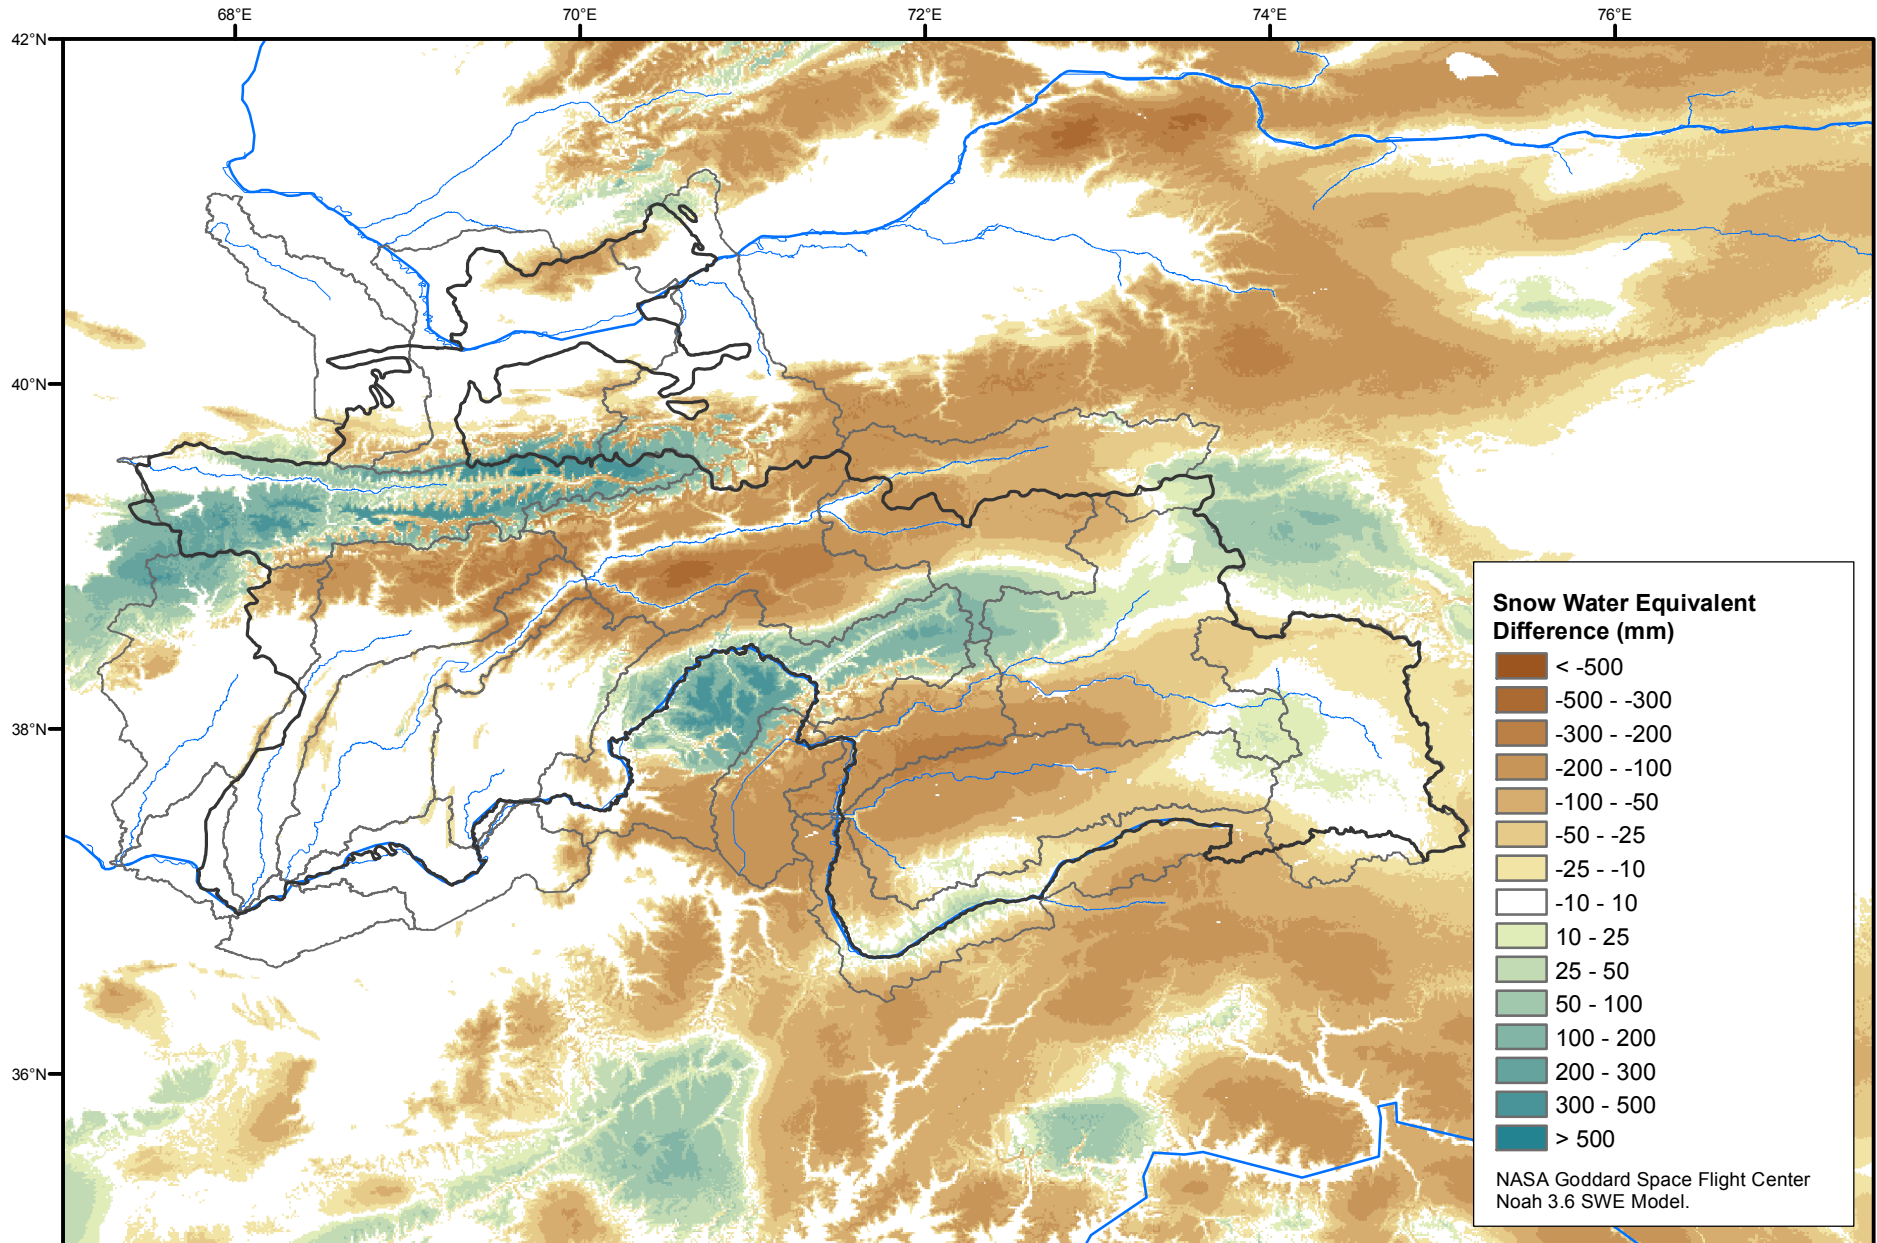 68°E
70°E
72°E
74°E
76°E
42°N
40°N
38°N
36°N
Snow Water Equivalent
Difference (mm)
< -500
-500 - -300
-300 - -200
-200 - -100
-100 - -50
-50 - -25
-25 - -10
-10 - 10
10 - 25
25 - 50
50 - 100
100 - 200
200 - 300
300 - 500
> 500
NASA Goddard Space Flight Center
Noah 3.6 SWE Model.